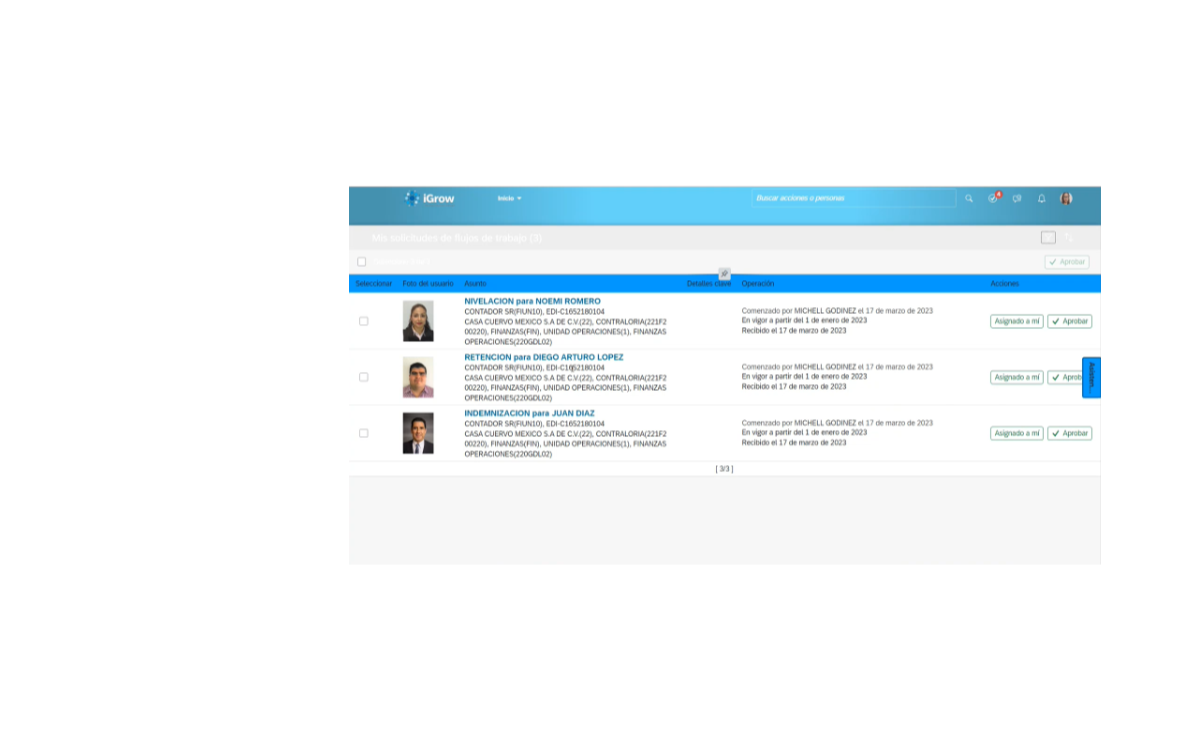 iGrow
Inicio
Buscar acciones o personas
4
Mis solicitudes de flujos de trabajo (3)
Aprobar
Seleccionar Foto del usuario Asunto Detalles clave Operación Acciones
NIVELACION para NOEMI ROMERO
CONTADOR SR(FIUN10), EDI-C1652180104
CASA CUERVO MEXICO S.A DE C.V.(22), CONTRALORIA(221F2
00220), FINANZAS(FIN), UNIDAD OPERACIONES(1), FINANZAS
OPERACIONES(220GDL02)
Comenzado por MICHELL GODINEZ el 17 de marzo de 2023
En vigor a partir del 1 de enero de 2023
Recibido el 17 de marzo de 2023
Asignado a mí Aprobar
RETENCION para DIEGO ARTURO LOPEZ
CONTADOR SR(FIUN10), EDI-C1652180104
CASA CUERVO MEXICO S.A DE C.V.(22), CONTRALORIA(221F2
00220), FINANZAS(FIN), UNIDAD OPERACIONES(1), FINANZAS
OPERACIONES(220GDL02)
Comenzado por MICHELL GODINEZ el 17 de marzo de 2023
En vigor a partir del 1 de enero de 2023
Recibido el 17 de marzo de 2023
Asignado a mí Aprob
INDEMNIZACION para JUAN DIAZ
CONTADOR SR(FIUN10), EDI-C1652180104
CASA CUERVO MEXICO S.A DE C.V.(22), CONTRALORIA(221F2
00220), FINANZAS(FIN), UNIDAD OPERACIONES(1), FINANZAS
OPERACIONES(220GDL02)
Comenzado por MICHELL GODINEZ el 17 de marzo de 2023
En vigor a partir del 1 de enero de 2023
Recibido el 17 de marzo de 2023
Asignado a mí Aprobar
[ 3/3 ]